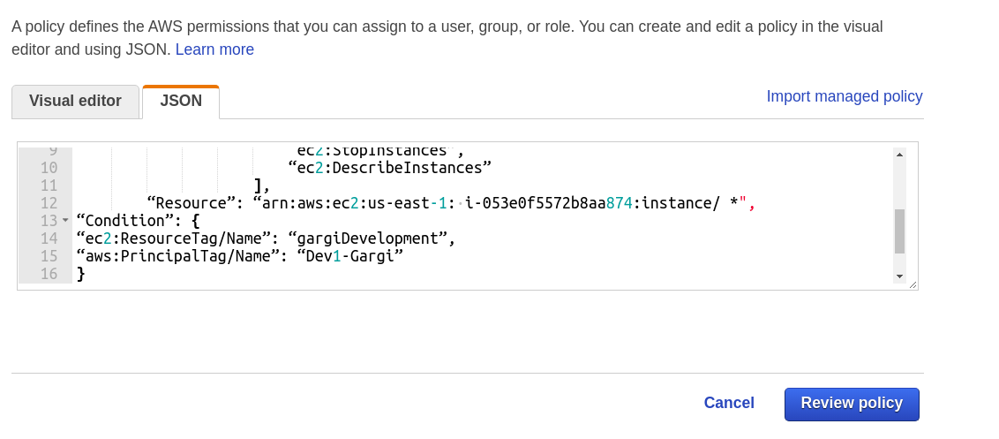 A policy defines the AWS permissions that you can assign to a user, group, or role. You can create and edit a policy in the visual
editor and using JSON. Learn more
Visual editor
JSON
Import managed policy
9 ec2:StopInstances",
10 “ec2:DescribeInstances”
11 ],
12 “Resource”: “arn:aws:ec2:us-east-1:·i-053e0f5572b8aa874:instance/ *",
13 “Condition”: {
14 “ec2:ResourceTag/Name”: “gargiDevelopment”,
15 “aws:PrincipalTag/Name”: “Dev1-Gargi”
16 }
Cancel
Review policy